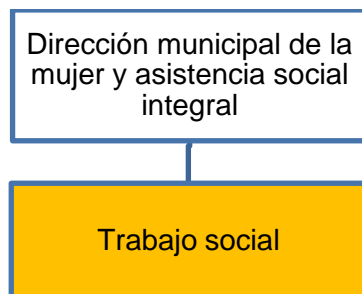 Dirección municipal de la
mujer y asistencia social
integral
Trabajo social